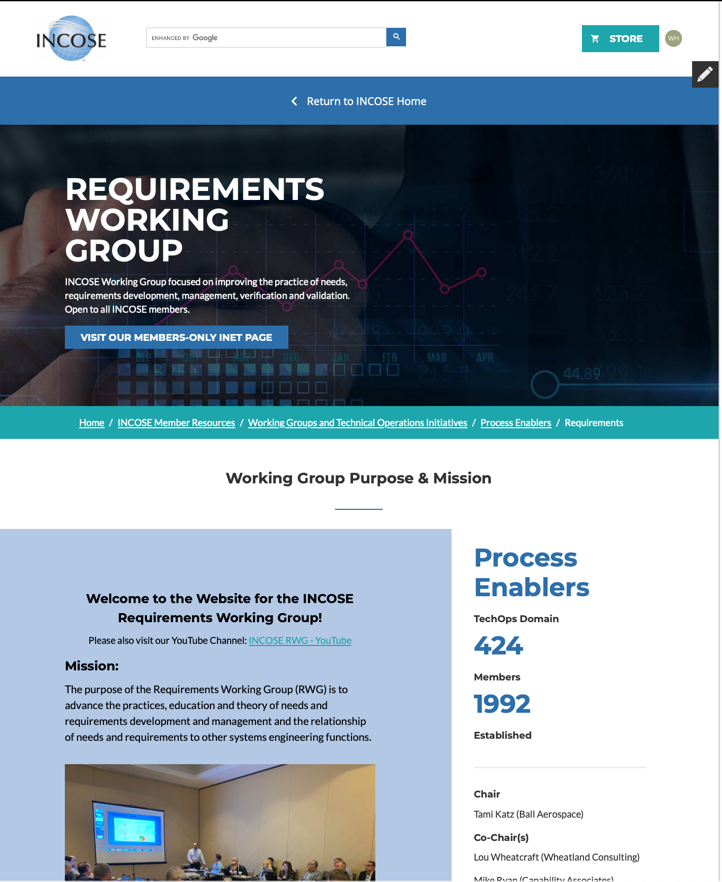 INCOSE
ENHANCED BY Google
STORE
WH
Return to INCOSE Home
REQUIREMENTS
WORKING
GROUP
INCOSE Working Group focused on improving the practice of needs,
requirements development, management, verification and validation.
Open to all INCOSE members.
VISIT OUR MEMBERS-ONLY INET PAGE
DEC JAN FEB MAR APR
44.89
Home / INCOSE Member Resources / Working Groups and Technical Operations Initiatives / Process Enablers / Requirements
Working Group Purpose & Mission
Welcome to the Website for the INCOSE
Requirements Working Group!
Please also visit our YouTube Channel: INCOSE RWG - YouTube
Mission:
The purpose of the Requirements Working Group (RWG) is to
advance the practices, education and theory of needs and
requirements development and management and the relationship
of needs and requirements to other systems engineering functions.
Process
Enablers
TechOps Domain
424
Members
1992
Established
Chair
Tami Katz (Ball Aerospace)
Co-Chair(s)
Lou Wheatcraft (Wheatland Consulting)
Mike Ryan (Capability Associates)